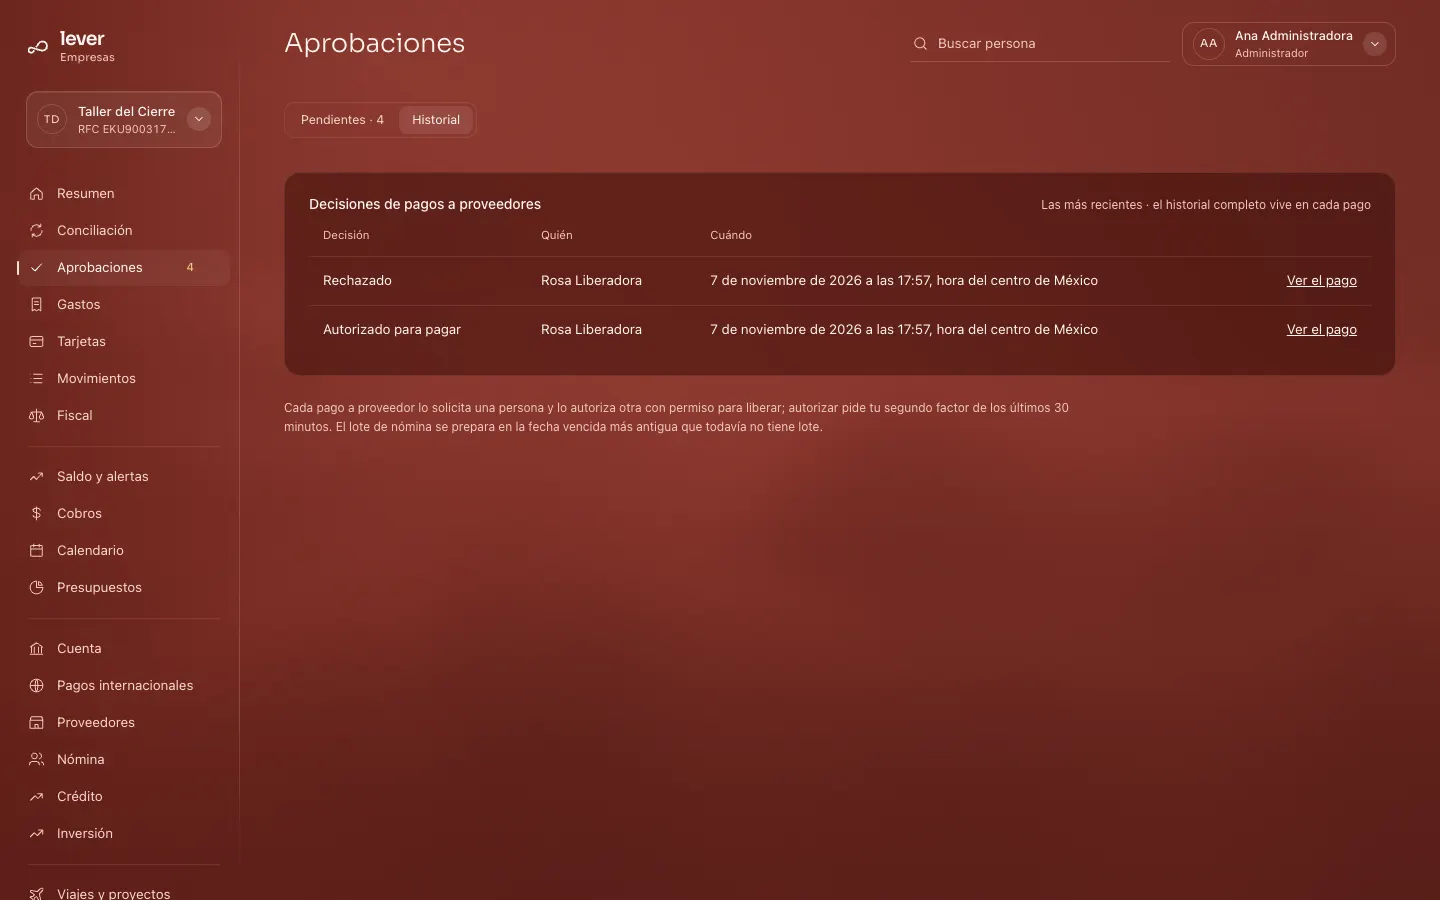 lever
Empresas
TD
Taller del Cierre
RFC EKU900317...
Resumen
Conciliación
Aprobaciones 4
Gastos
Tarjetas
Movimientos
Fiscal
Saldo y alertas
Cobros
Calendario
Presupuestos
Cuenta
Pagos internacionales
Proveedores
Nómina
Crédito
Inversión
Viajes y proyectos
Aprobaciones
Buscar persona
AA
Ana Administradora
Administrador
Pendientes · 4
Historial
Decisiones de pagos a proveedores
Las más recientes · el historial completo vive en cada pago
Decisión Quién Cuándo
Rechazado Rosa Liberadora 7 de noviembre de 2026 a las 17:57, hora del centro de México Ver el pago
Autorizado para pagar Rosa Liberadora 7 de noviembre de 2026 a las 17:57, hora del centro de México Ver el pago
Cada pago a proveedor lo solicita una persona y lo autoriza otra con permiso para liberar; autorizar pide tu segundo factor de los últimos 30
minutos. El lote de nómina se prepara en la fecha vencida más antigua que todavía no tiene lote.